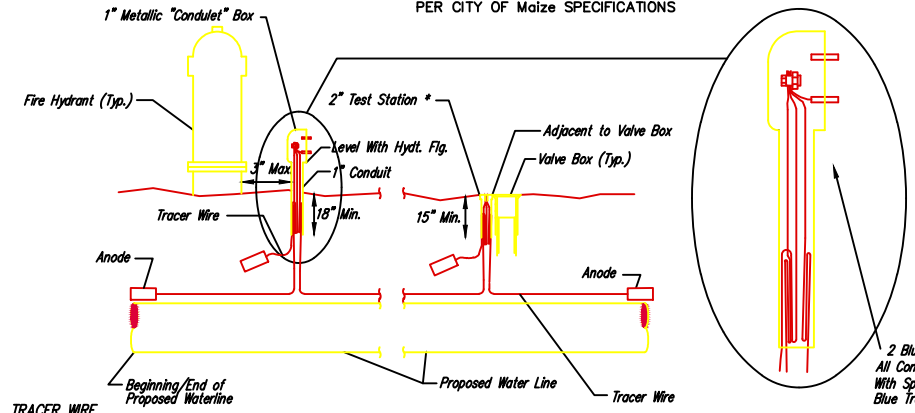 PER CITY OF Maize SPECIFICATIONS
1" Metallic "Condulet" Box
Fire Hydrant (Typ.)
2" Test Station *
Adjacent to Valve Box
Level With Hydt. Flg.
Valve Box (Typ.)
3" Max.
1" Conduit
Tracer Wire
18" Min.
15" Min.
Anode
Anode
Beginning/End of
Proposed Waterline
Proposed Water Line
Tracer Wire
2 Blu
All Con
With Sp
Blue Tr
TRACER WIRE